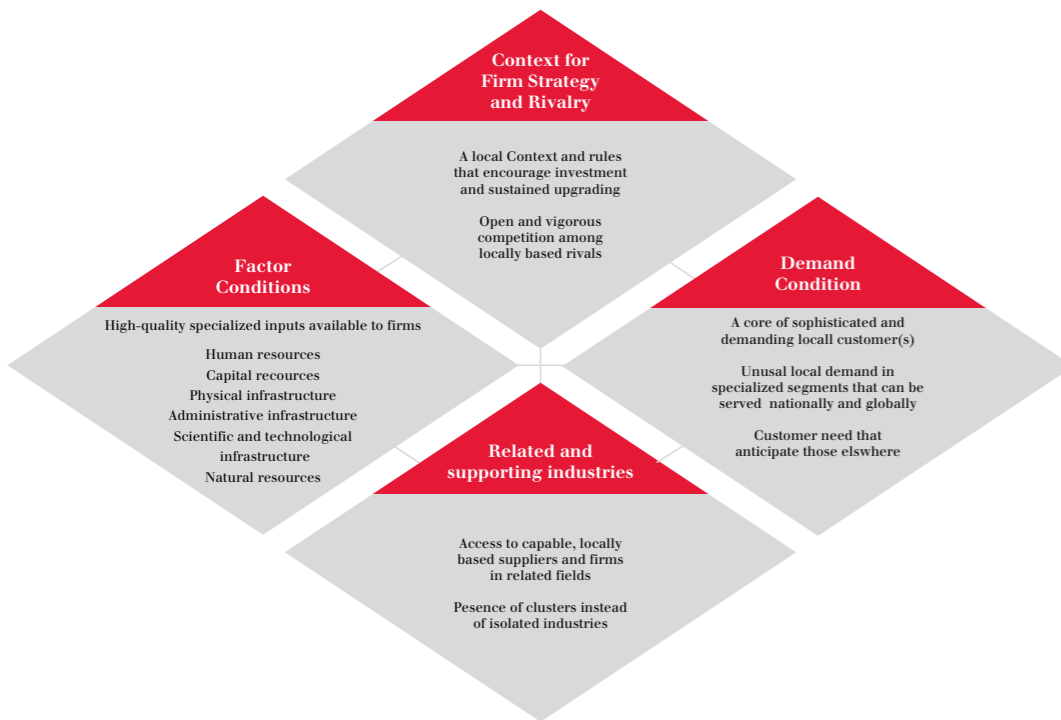 Context for
Firm Strategy
and Rivalry
A local Context and rules
that encourage investment
and sustained upgrading
Open and vigorous
competition among
locally based rivals
Factor
Conditions
High-quality specialized inputs available to firms
Human resources
Capital recources
Physical infrastructure
Administrative infrastructure
Scientific and technological
infrastructure
Natural resources
Demand
Condition
A core of sophisticated and
demanding locall customer(s)
Unusal local demand in
specialized segments that can be
served nationally and globally
Customer need that
anticipate those elswhere
Related and
supporting industries
Access to capable, locally
based suppliers and firms
in related fields
Pesence of clusters instead
of isolated industries